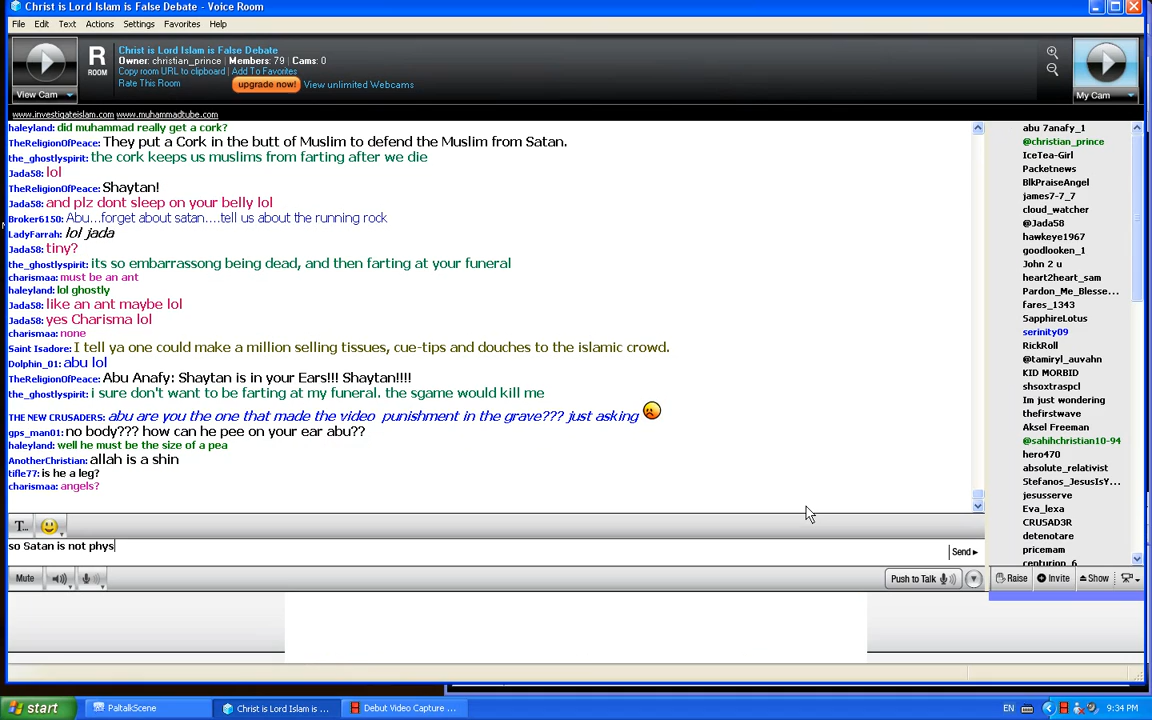 Christ is Lord Islam is False Debate - Voice Room
File Edit Text Actions Settings Favorites Help
View Cam
R
ROOM
Christ is Lord Islam is False Debate
Owner: christian_prince | Members: 79 | Cams: 0
Copy room URL to clipboard | Add To Favorites
Rate This Room
upgrade now! View unlimited Webcams
My Cam
www.investigateislam.com www.muhammadtube.com
haleyland: did muhammad really get a cork?
TheReligionOfPeace: They put a Cork in the butt of Muslim to defend the Muslim from Satan.
the_ghostlyspirit: the cork keeps us muslims from farting after we die
Jada58: lol
TheReligionOfPeace: Shaytan!
Jada58: and plz dont sleep on your belly lol
Broker6150: Abu...forget about satan....tell us about the running rock
LadyFarrah: lol jada
Jada58: tiny?
the_ghostlyspirit: its so embarrassong being dead, and then farting at your funeral
charismaa: must be an ant
haleyland: lol ghostly
Jada58: like an ant maybe lol
Jada58: yes Charisma lol
charismaa: none
Saint Isadore: I tell ya one could make a million selling tissues, cue-tips and douches to the islamic crowd.
Dolphin_01: abu lol
TheReligionOfPeace: Abu Anafy: Shaytan is in your Ears!!! Shaytan!!!!
the_ghostlyspirit: i sure don't want to be farting at my funeral. the sgame would kill me
THE NEW CRUSADERS: abu are you the one that made the video punishment in the grave??? just asking
gps_man01: no body??? how can he pee on your ear abu??
haleyland: well he must be the size of a pea
AnotherChristian: allah is a shin
tifle77: is he a leg?
charismaa: angels?
abu 7anafy_1
@christian_prince
IceTea-Girl
Packetnews
BlkPraiseAngel
james7-7_7
cloud_watcher
@Jada58
hawkeye1967
goodlooken_1
John 2 u
heart2heart_sam
Pardon_Me_Blesse...
fares_1343
SapphireLotus
serinity09
RickRoll
@tamiryl_auvahn
KID MORBID
shsoxtraspcl
Im just wondering
thefirstwave
Aksel Freeman
@sahihchristian10-94
hero470
absolute_relativist
Stefanos_JesusIsY...
jesusserve
Eva_lexa
CRUSAD3R
detenotare
pricemam
centurion_6
T...
so Satan is not phys
Send
Mute
Push to Talk
Raise Invite Show
start PaltalkScene Christ is Lord Islam is ... Debut Video Capture ... EN 9:34 PM